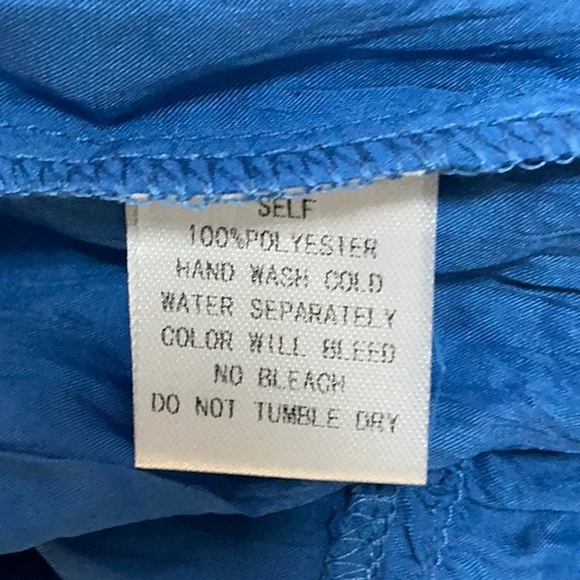 SELF
100%POLYESTER
HAND WASH COLD
WATER SEPARATELY
COLOR WILL BLEED
NO BLEACH
DO NOT TUMBLE DRY